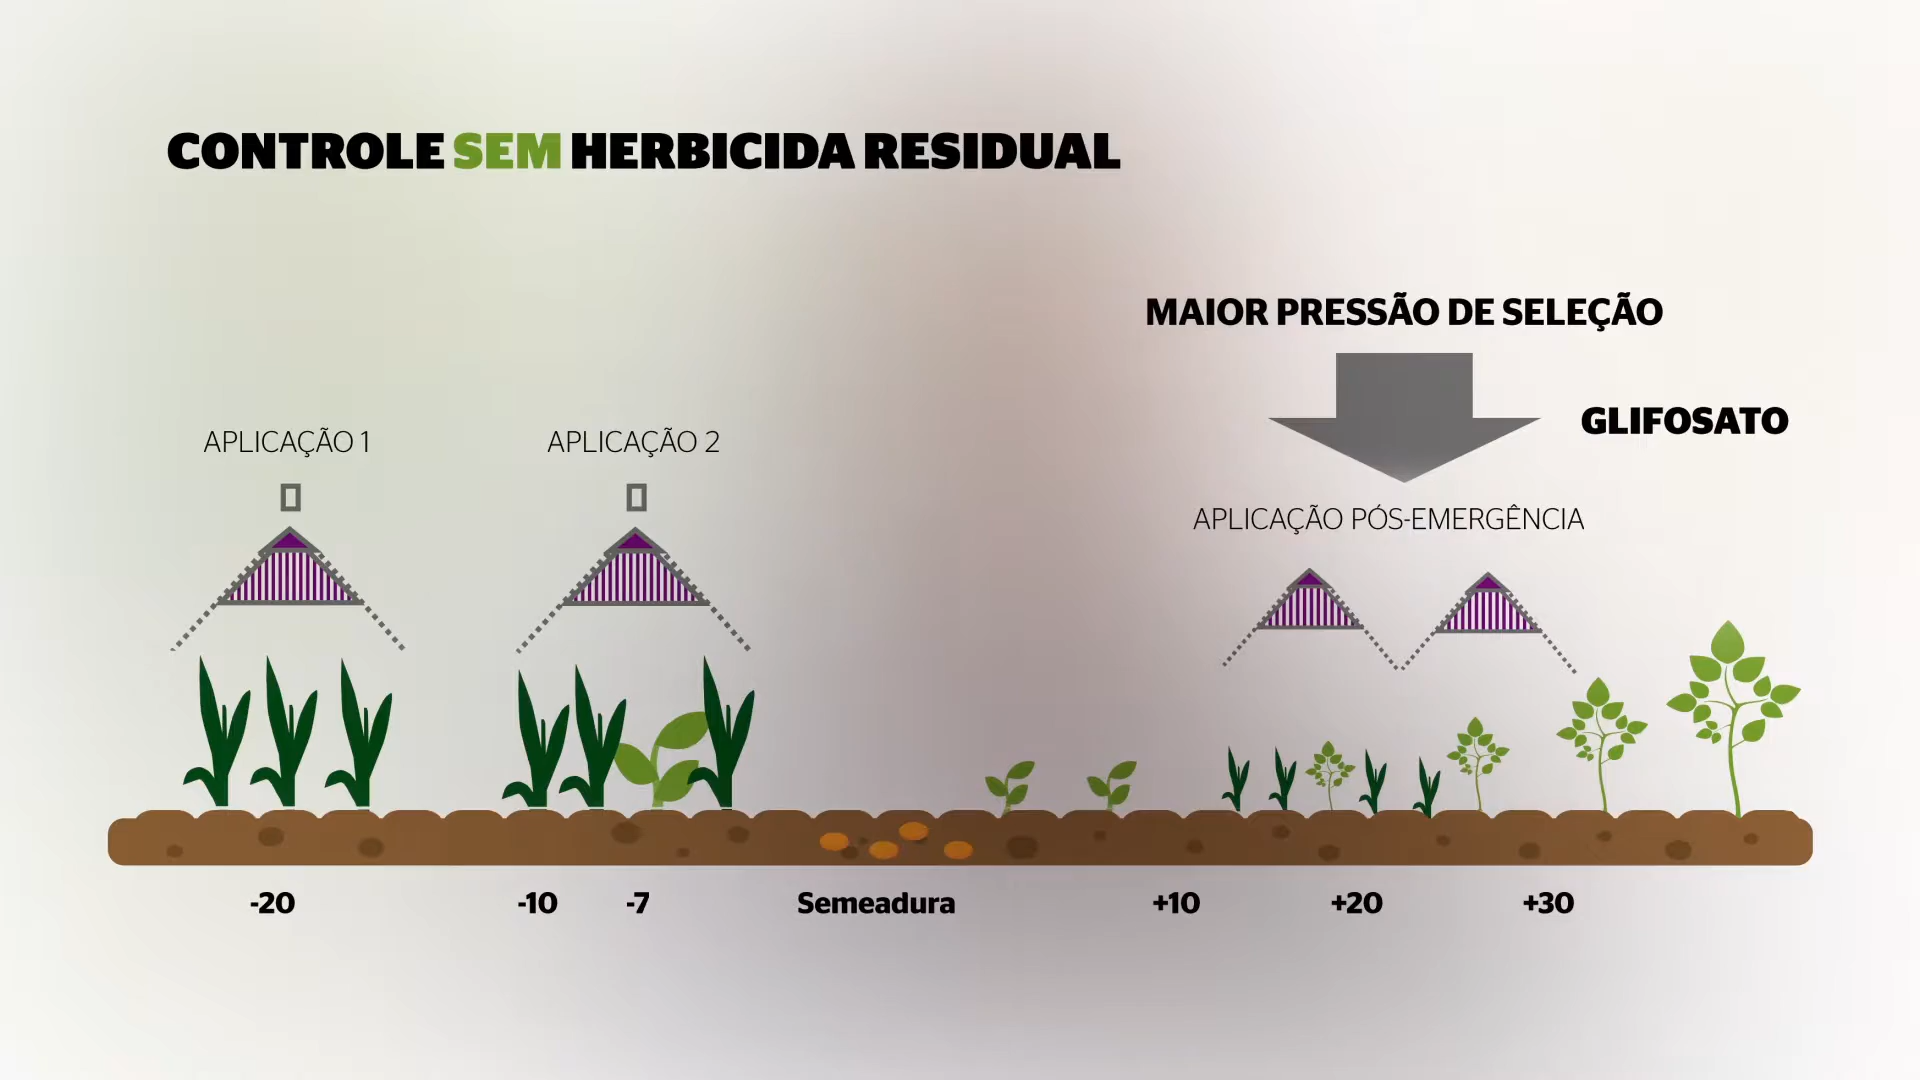 CONTROLE SEM HERBICIDA RESIDUAL
MAIOR PRESSÃO DE SELEÇÃO
GLIFOSATO
APLICAÇÃO 1
APLICAÇÃO 2
APLICAÇÃO PÓS-EMERGÊNCIA
-20
-10
-7
Semeadura
+10
+20
+30